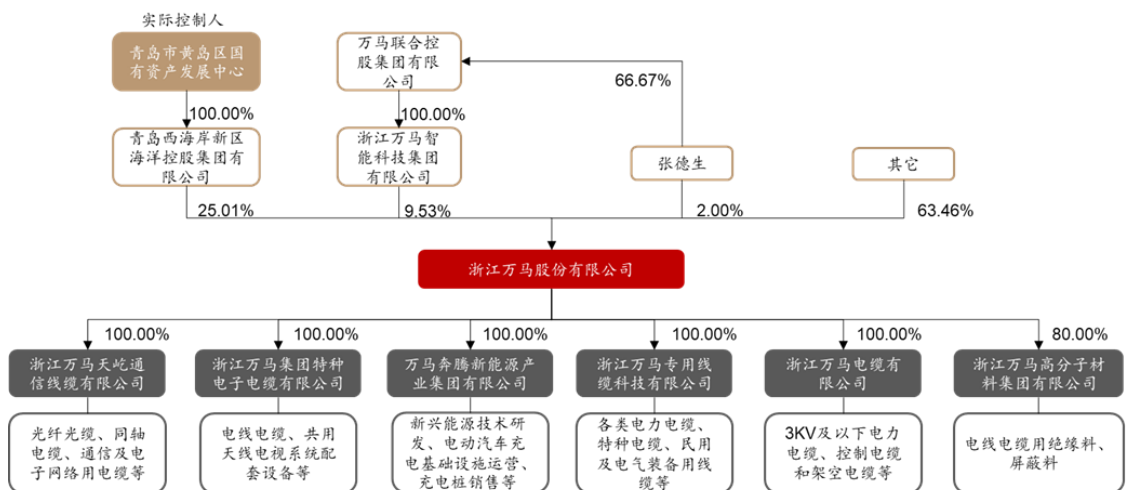 实际控制人
青岛市黄岛区国
有资产发展中心
万马联合控
股集团有限
公司
66.67%
100.00%
100.00%
青岛西海岸新区
海洋控股集团有
限公司
浙江万马智
能科技集团
有限公司
张德生
其它
25.01%
9.53%
2.00%
63.46%
浙江万马股份有限公司
100.00%
100.00%
100.00%
100.00%
100.00%
80.00%
浙江万马天屹通
信线缆有限公司
浙江万马集团特种
电子电缆有限公司
万马奔腾新能源产
业集团有限公司
浙江万马专用线
缆科技有限公司
浙江万马电缆有
限公司
浙江万马高分子材
料集团有限公司
光纤光缆、同轴
电缆、通信及电
子网络用电缆等
电线电缆、共用
天线电视系统配
套设备等
新兴能源技术研
发、电动汽车充
电基础设施运营、
充电桩销售等
各类电力电缆、
特种电缆、民用
及电气装备用线
缆等
3KV及以下电力
电缆、控制电缆
和架空电缆等
电线电缆用绝缘料、
屏蔽料